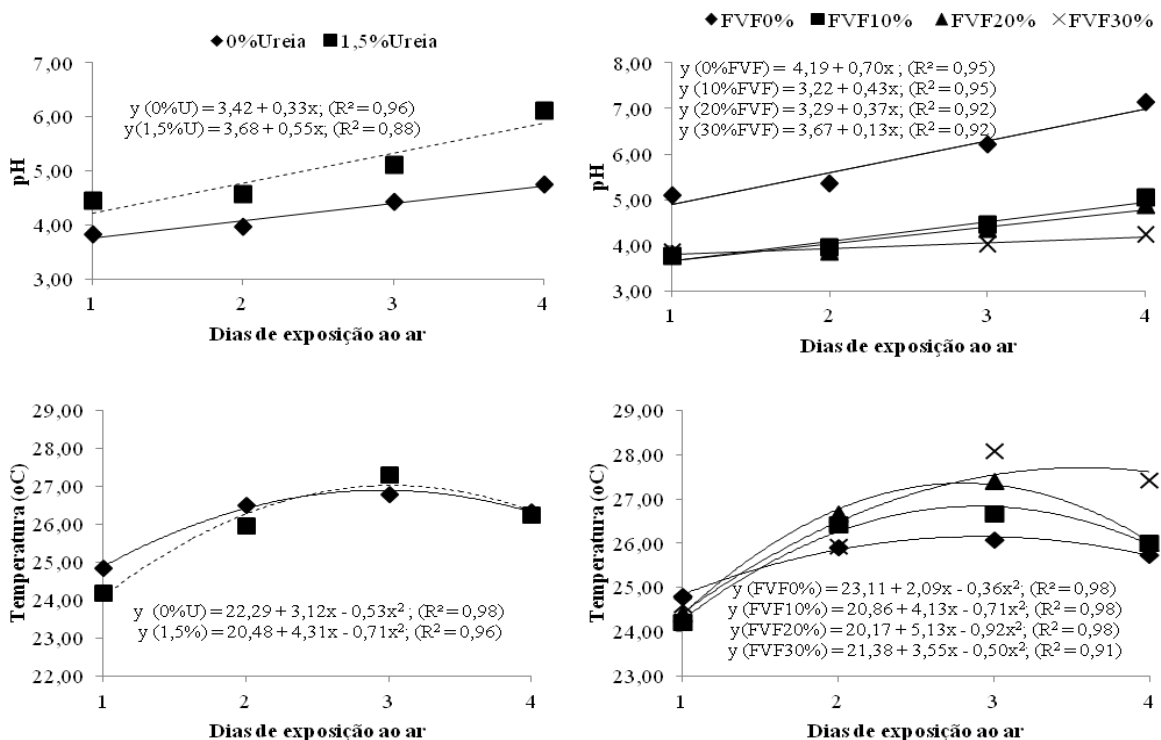 ◆0%Ureia ■1,5%Ureia
7,00
6,00
5,00
4,00
3,00
pH
y (0%U) = 3,42 + 0,33x; (R² = 0,96)
y (1,5%U) = 3,68 + 0,55x; (R² = 0,88)
1 2 3 4
Dias de exposição ao ar
◆FVF0% ■FVF10% ▲FVF20% ×FVF30%
8,00
7,00
6,00
5,00
4,00
3,00
pH
y (0%FVF) = 4,19 + 0,70x ; (R² = 0,95)
y (10%FVF) = 3,22 + 0,43x; (R² = 0,95)
y (20%FVF) = 3,29 + 0,37x; (R² = 0,92)
y (30%FVF) = 3,67 + 0,13x; (R² = 0,92)
1 2 3 4
Dias de exposição ao ar
29,00
28,00
27,00
26,00
25,00
24,00
23,00
22,00
Temperatura (oC)
y (0%U) = 22,29 + 3,12x - 0,53x²; (R² = 0,98)
y (1,5%) = 20,48 + 4,31x - 0,71x²; (R² = 0,96)
1 2 3 4
Dias de exposição ao ar
29,00
28,00
27,00
26,00
25,00
24,00
23,00
Temperatura (oC)
y (FVF0%) = 23,11 + 2,09x - 0,36x²; (R² = 0,98)
y (FVF10%) = 20,86 + 4,13x - 0,71x²; (R² = 0,98)
y(FVF20%) = 20,17 + 5,13x - 0,92x²; (R² = 0,98)
y (FVF30%) = 21,38 + 3,55x - 0,50x²; (R² = 0,91)
1 2 3 4
Dias de exposição ao ar